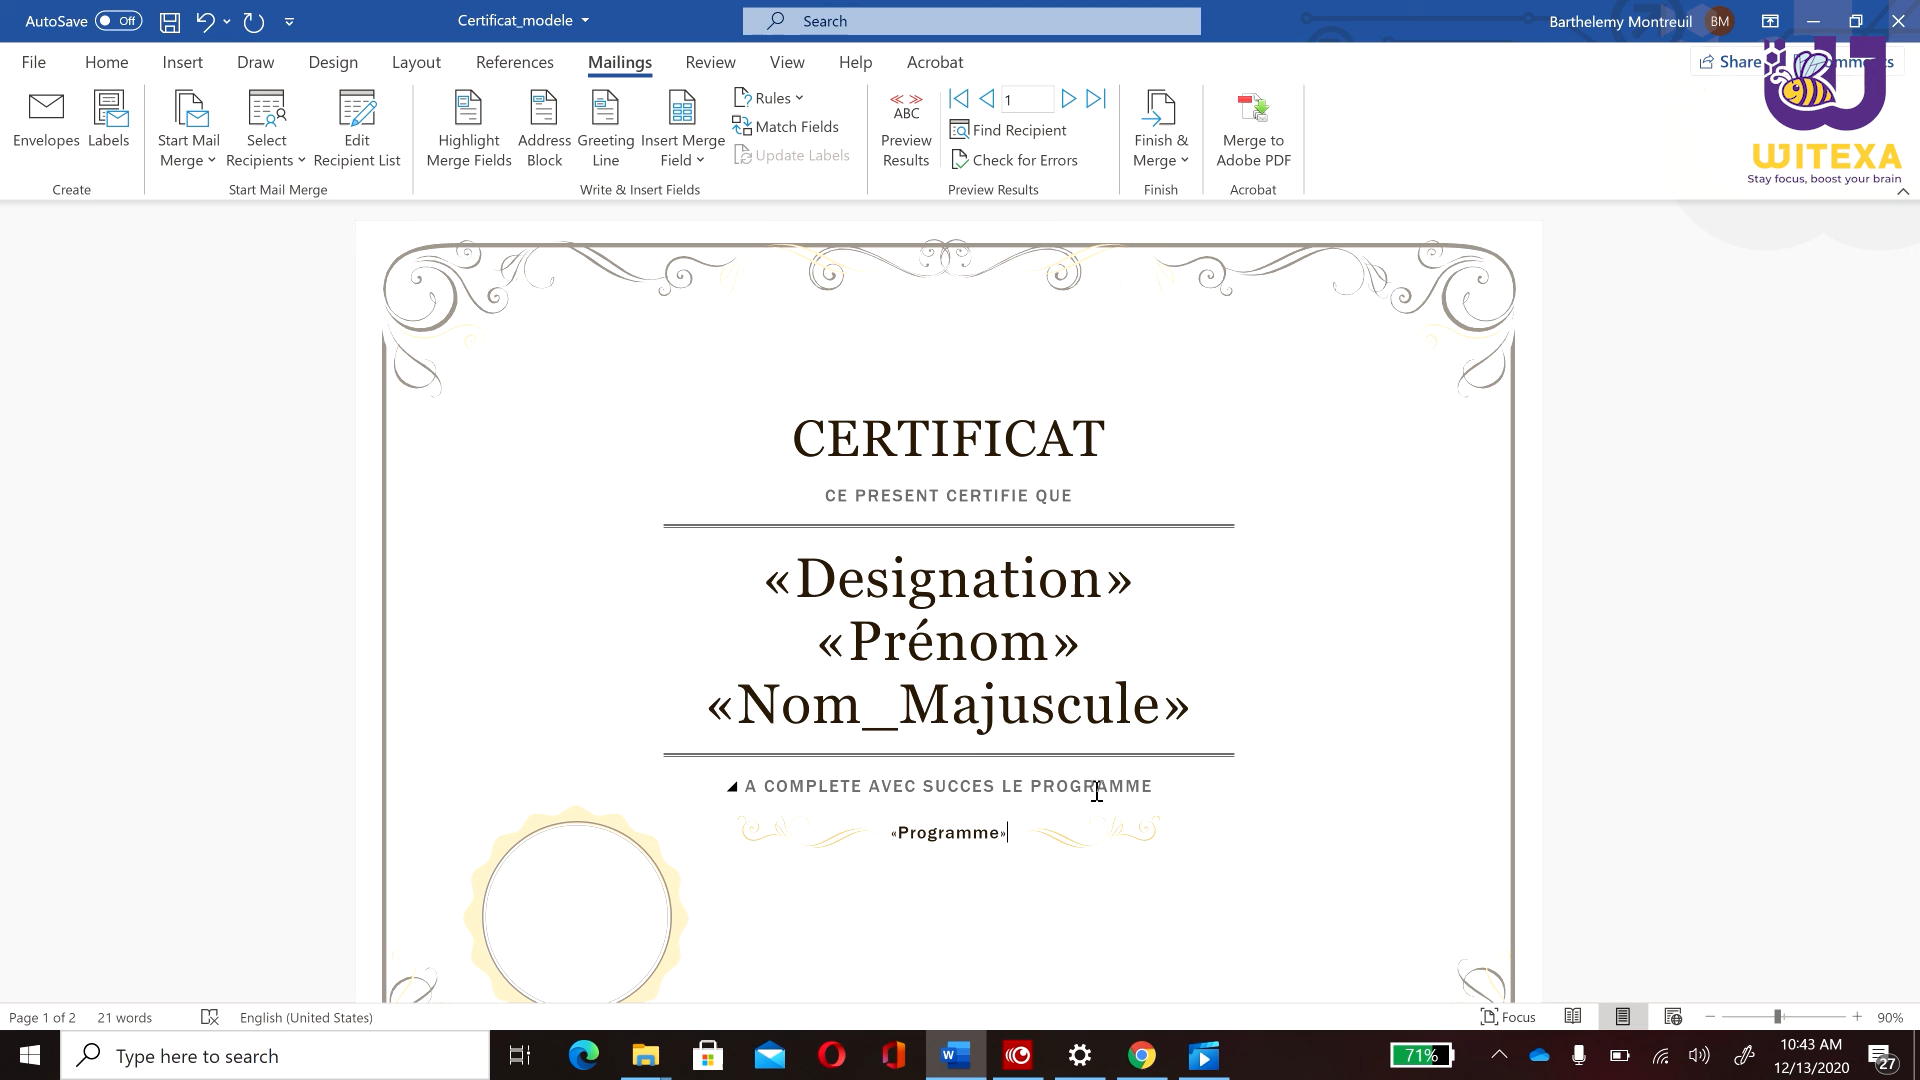 AutoSave Off
Certificat_modele
Search
Barthelemy Montreuil BM
File Home Insert Draw Design Layout References Mailings Review View Help Acrobat
Share
WITEXA
Stay focus, boost your brain
Envelopes Labels
Create
Start Mail Merge
Select Recipients
Edit Recipient List
Start Mail Merge
Highlight Merge Fields
Address Block
Greeting Line
Insert Merge Field
Rules
Match Fields
Update Labels
Write & Insert Fields
ABC
Preview Results
1
Find Recipient
Check for Errors
Preview Results
Finish & Merge
Finish
Merge to Adobe PDF
Acrobat
CERTIFICAT
CE PRESENT CERTIFIE QUE
«Designation»
«Prénom»
«Nom_Majuscule»
A COMPLETE AVEC SUCCES LE PROGRAMME
«Programme»
Page 1 of 2 21 words English (United States)
Focus
90%
Type here to search
71%
10:43 AM
12/13/2020
27